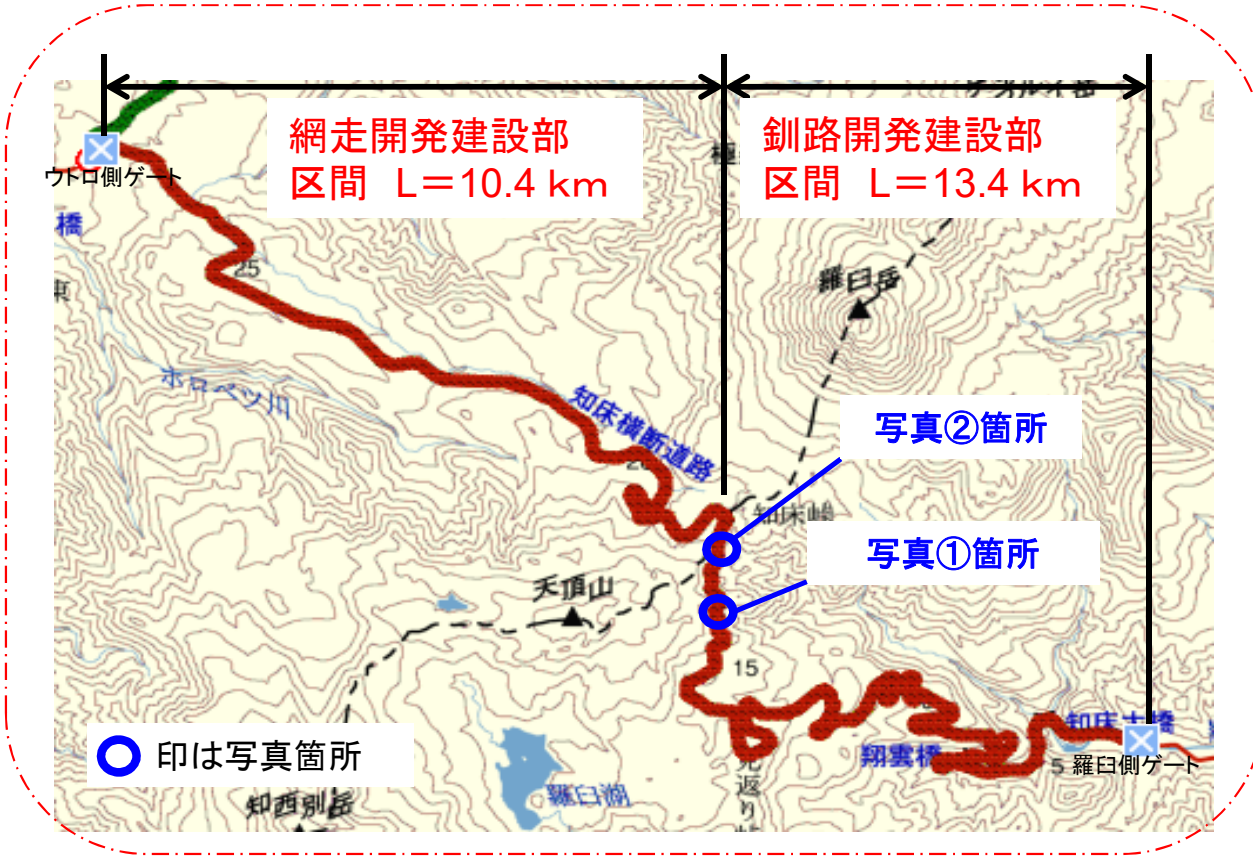 網走開発建設部
区間 L=10.4 km
釧路開発建設部
区間 L=13.4 km
ウトロ側ゲート
橋
東
25
羅臼岳
ホロベツ川
知床横断道路
写真②箇所
知床峠
写真①箇所
天頂山
15
知床大橋
翔雲橋
5
羅臼側ゲート
印は写真箇所
羅臼湖
知西別岳